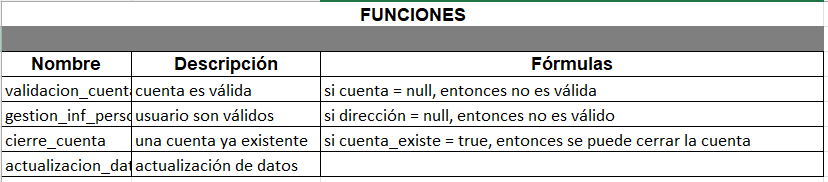 FUNCIONES
Nombre Descripción Fórmulas
validacion_cuenta cuenta es válida si cuenta = null, entonces no es válida
gestion_inf_perso usuario son válidos si dirección = null, entonces no es válido
cierre_cuenta una cuenta ya existente si cuenta_existe = true, entonces se puede cerrar la cuenta
actualizacion_dat actualización de datos